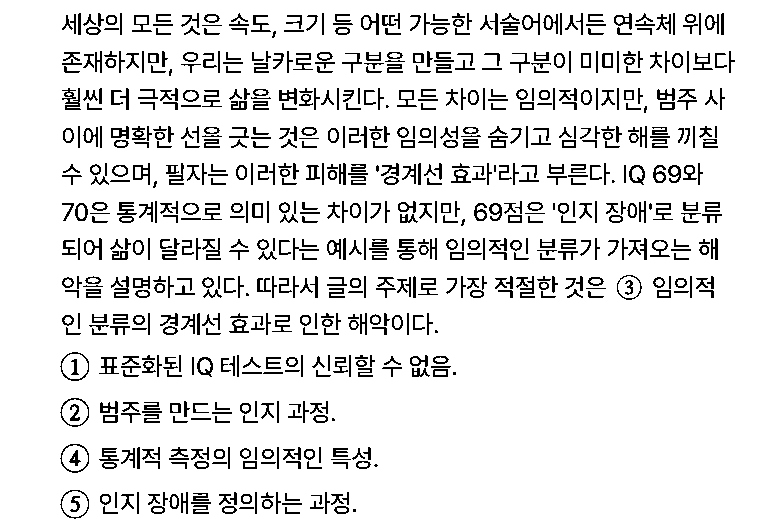 세상의 모든 것은 속도, 크기 등 어떤 가능한 서술어에서든 연속체 위에
존재하지만, 우리는 날카로운 구분을 만들고 그 구분이 미미한 차이보다
훨씬 더 극적으로 삶을 변화시킨다. 모든 차이는 임의적이지만, 범주 사
이에 명확한 선을 긋는 것은 이러한 임의성을 숨기고 심각한 해를 끼칠
수 있으며, 필자는 이러한 피해를 '경계선 효과'라고 부른다. IQ 69와
70은 통계적으로 의미 있는 차이가 없지만, 69점은 '인지 장애'로 분류
되어 삶이 달라질 수 있다는 예시를 통해 임의적인 분류가 가져오는 해
악을 설명하고 있다. 따라서 글의 주제로 가장 적절한 것은 ③ 임의적
인 분류의 경계선 효과로 인한 해악이다.
① 표준화된 IQ 테스트의 신뢰할 수 없음.
② 범주를 만드는 인지 과정.
④ 통계적 측정의 임의적인 특성.
⑤ 인지 장애를 정의하는 과정.